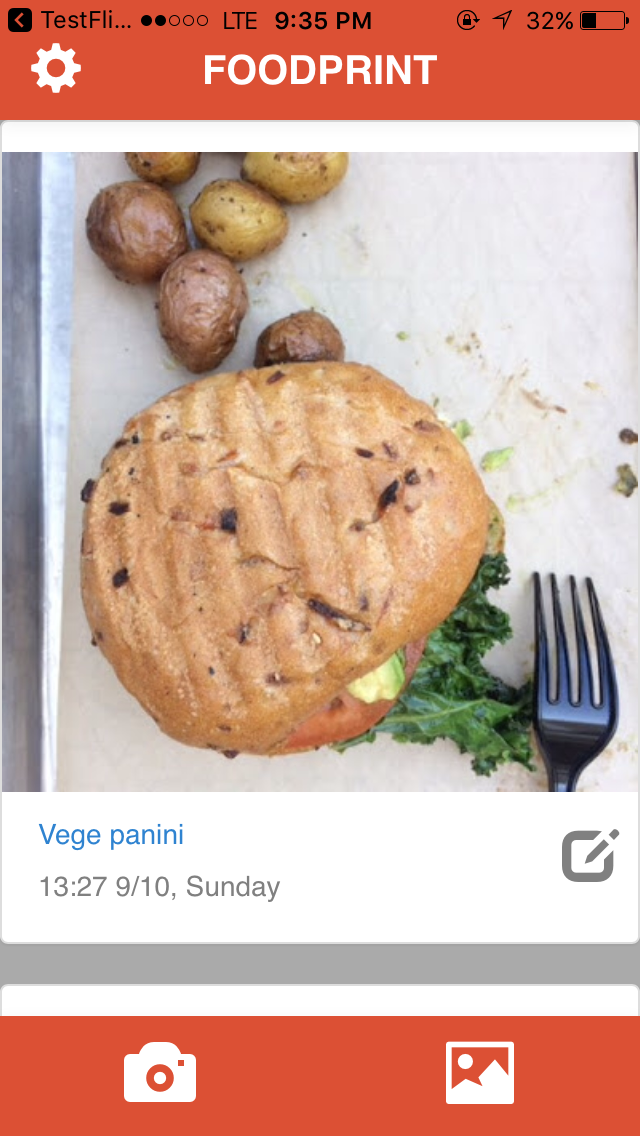 TestFli... LTE 9:35 PM 32%
FOODPRINT
Vege panini
13:27 9/10, Sunday